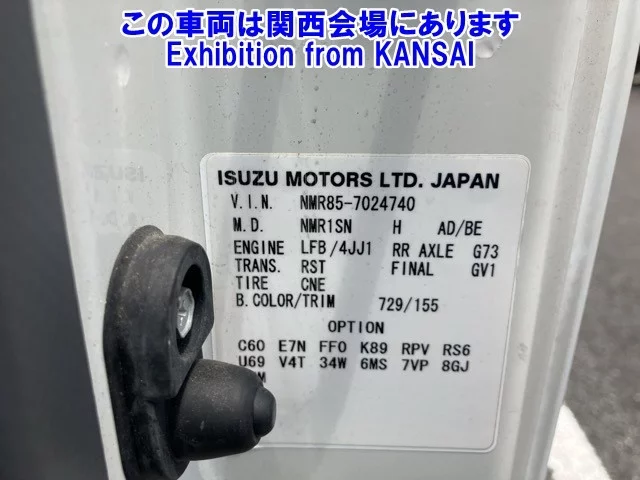 この車両は関西会場にあります
Exhibition from KANSAI
ISUZU MOTORS LTD. JAPAN
V.I.N. NMR85-7024740
M.D. NMR1SN H AD/BE
ENGINE LFB/4JJ1 RR AXLE G73
TRANS. RST FINAL GV1
TIRE CNE
B.COLOR/TRIM 729/155
OPTION
C60 E7N FFO K89 RPV RS6
U69 V4T 34W 6MS 7VP 8GJ